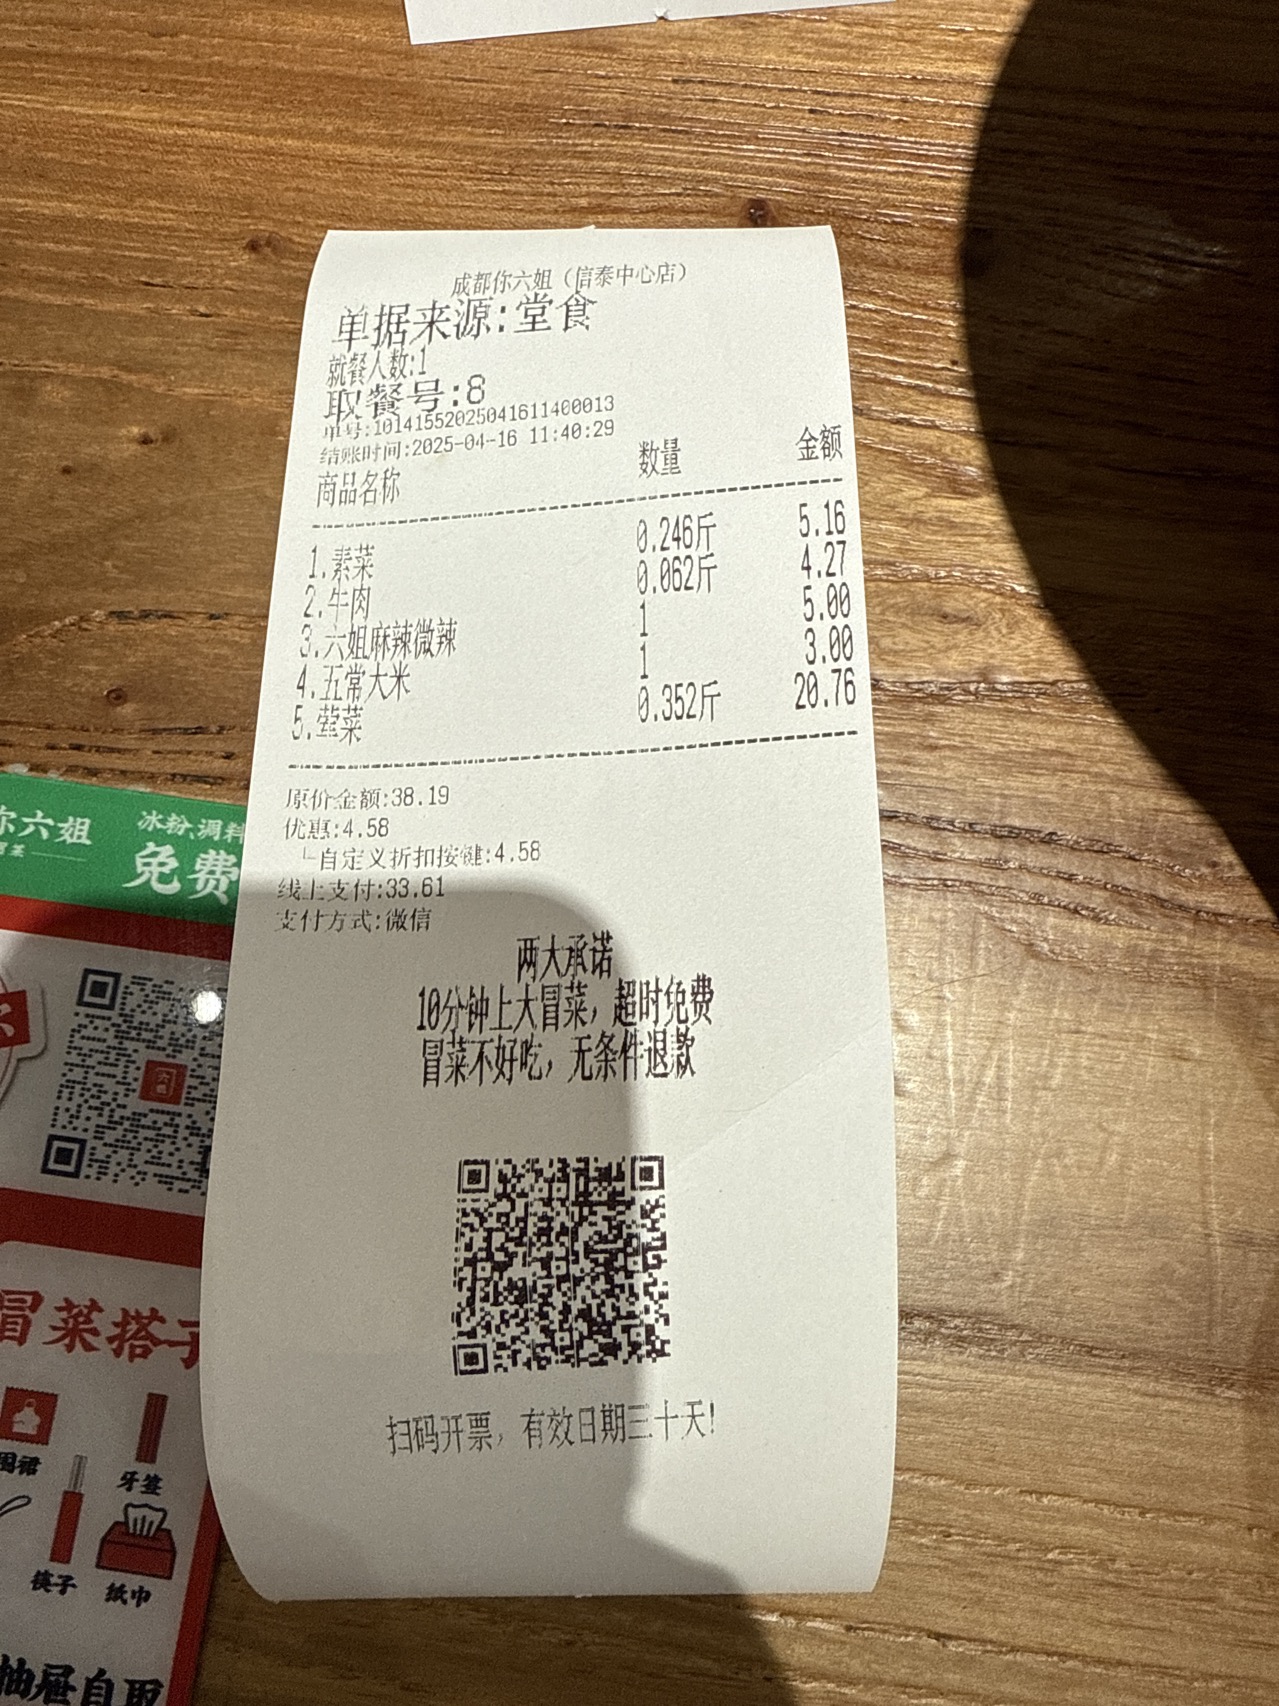 成都你六姐（信泰中心店）
单据来源:堂食
就餐人数:1
取餐号:8
单号:10141552025041611400013
结账时间:2025-04-16 11:40:29
商品名称 数量 金额
1.素菜 0.246斤 5.16
2.牛肉 0.062斤 4.27
3.六姐麻辣微辣 1 5.00
4.五常大米 1 3.00
5.荤菜 0.352斤 20.76
原价金额:38.19
优惠:4.58
└自定义折扣按键:4.58
线上支付:33.61
支付方式:微信
两大承诺
10分钟上大冒菜，超时免费
冒菜不好吃，无条件退款
扫码开票，有效日期三十天!
你六姐
冰粉、调料
免费
冒菜搭子
围裙
牙签
筷子
纸巾
抽屉自取